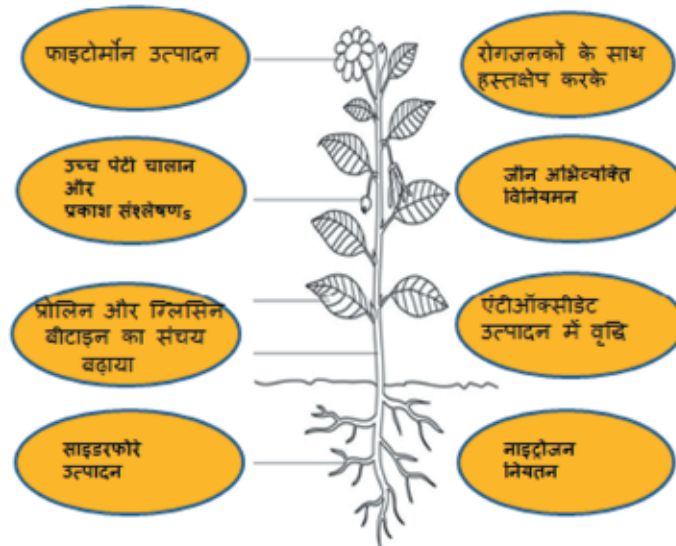 फाइटोर्मोन उत्पादन
रोगजनकों के साथ
हस्तक्षेप करके
उच्च पेटी चालान
और
प्रकाश संश्लेषणs
जीन अभिव्यक्ति
विनियमन
प्रोलिन और ग्लिसिन
बीटाइन का संचय
बढ़ाया
एंटीऑक्सीडेट
उत्पादन में वृद्धि
साइडरफोरे
उत्पादन
नाइट्रोजन
नियतन